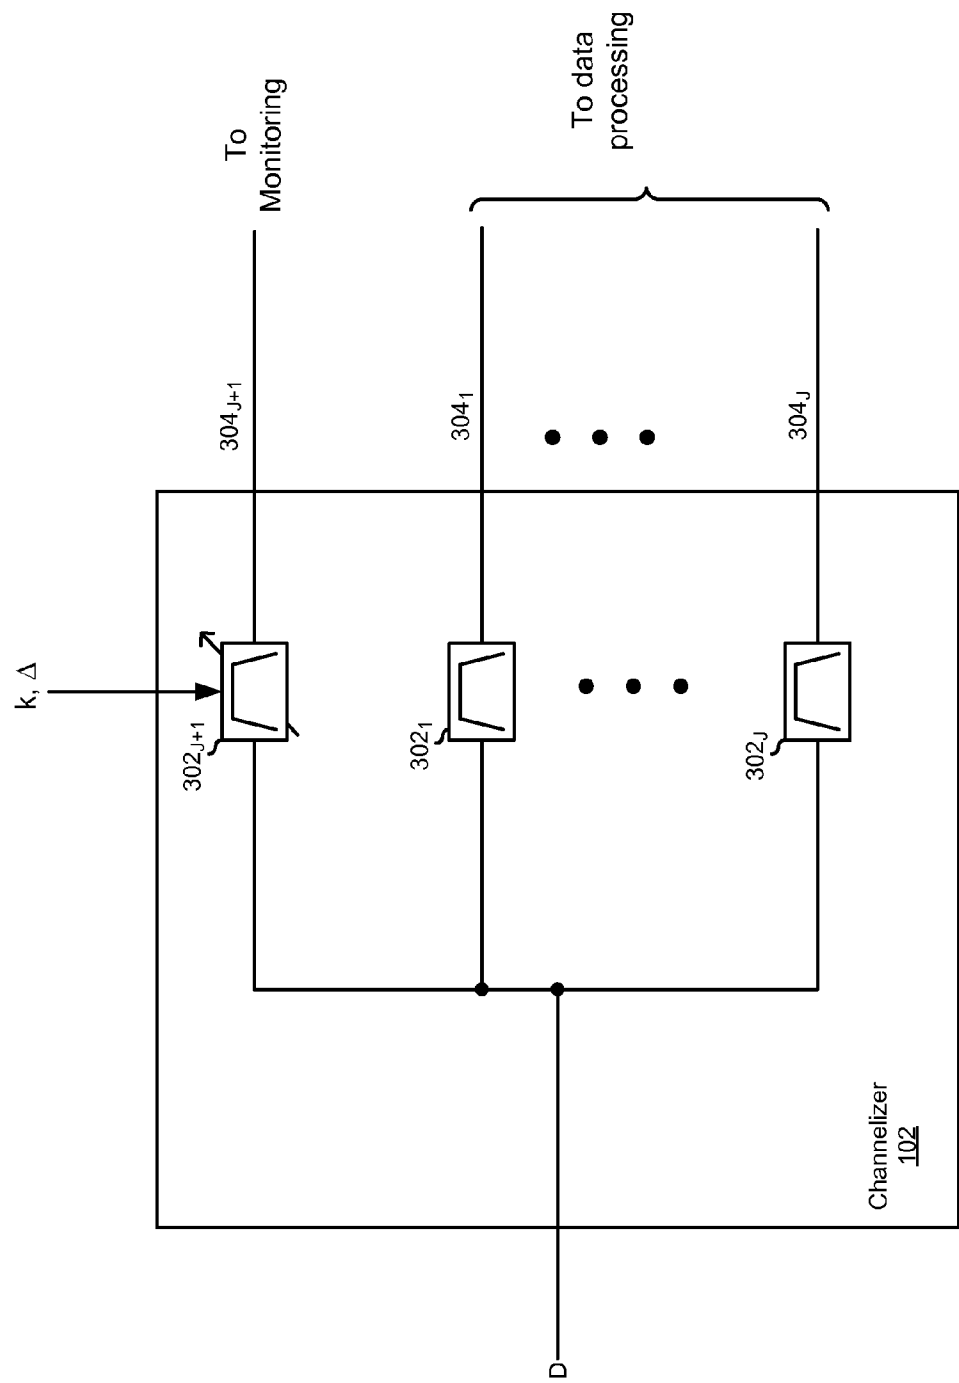 k, Δ
To
Monitoring
304J+1
302J+1
To data
processing
304₁
302₁
304J
302J
D
Channelizer
102